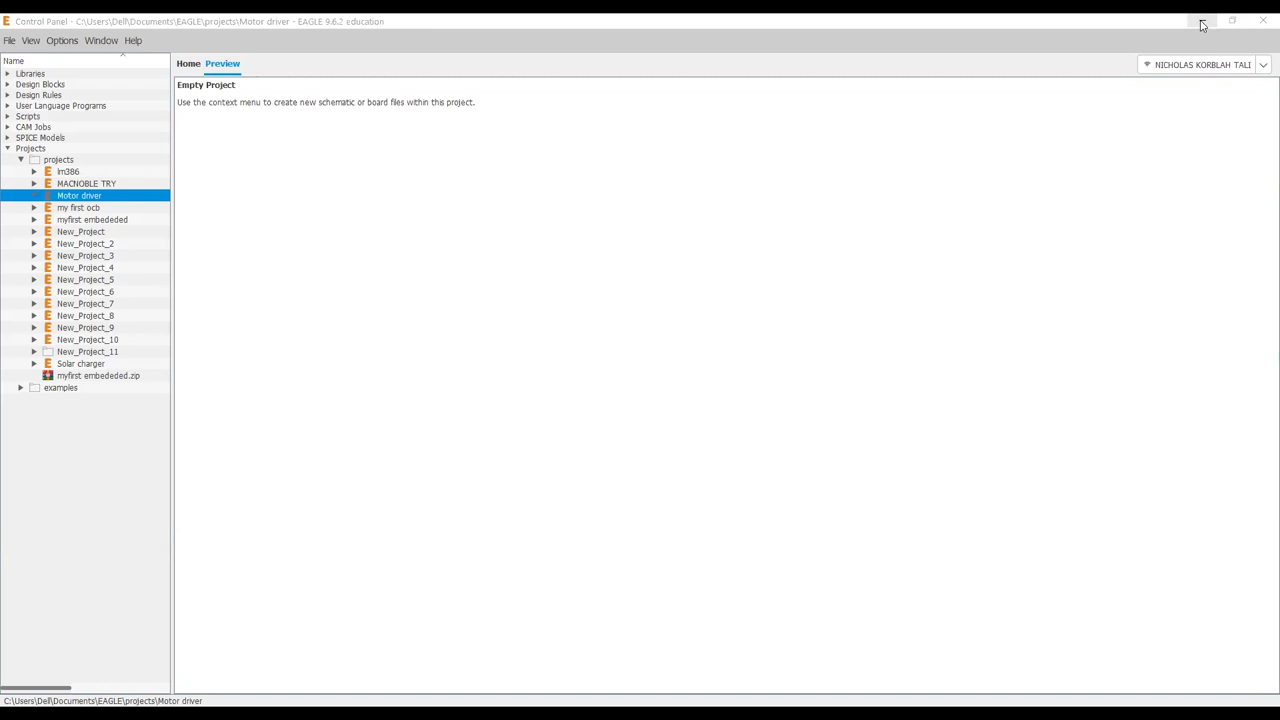 Control Panel - C:\Users\Dell\Documents\EAGLE\projects\Motor driver - EAGLE 9.6.2 education
File View Options Window Help
Name
Libraries
Design Blocks
Design Rules
User Language Programs
Scripts
CAM Jobs
SPICE Models
Projects
projects
lm386
MACNOBLE TRY
Motor driver
my first ocb
myfirst embededed
New_Project
New_Project_2
New_Project_3
New_Project_4
New_Project_5
New_Project_6
New_Project_7
New_Project_8
New_Project_9
New_Project_10
New_Project_11
Solar charger
myfirst embededed.zip
examples
Home Preview
NICHOLAS KORBLAH TALI
Empty Project
Use the context menu to create new schematic or board files within this project.
C:\Users\Dell\Documents\EAGLE\projects\Motor driver